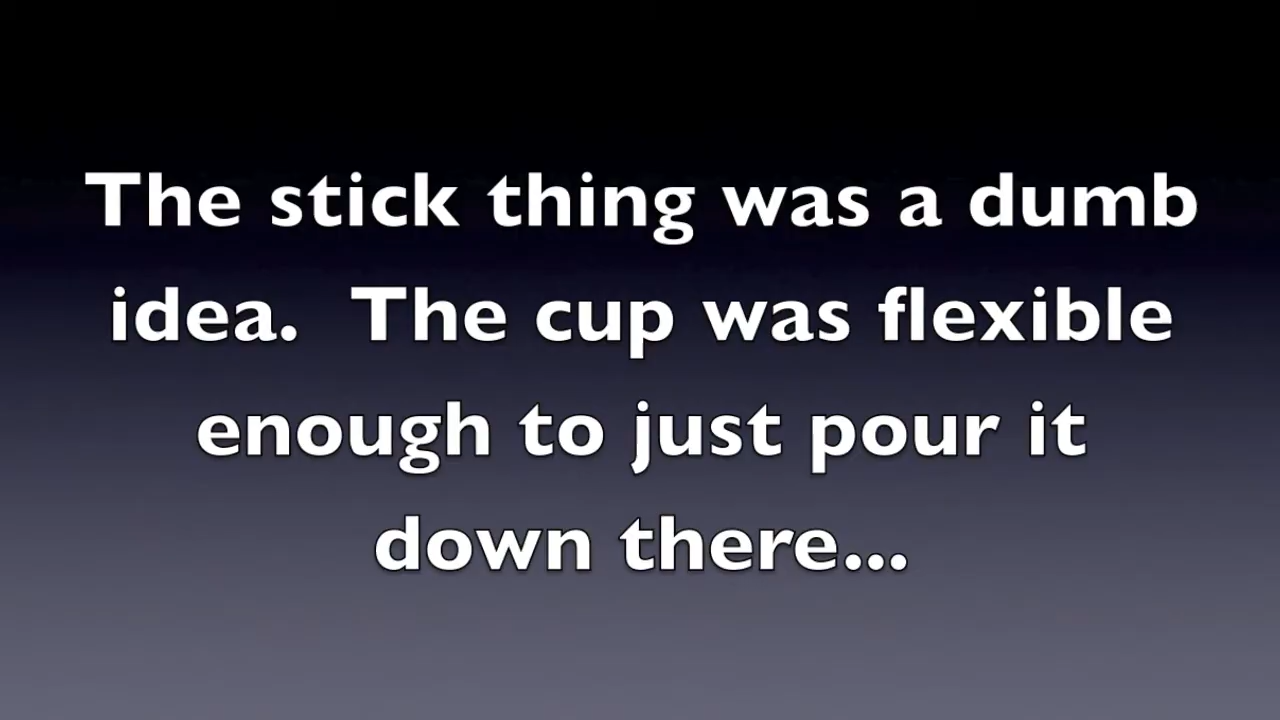 The stick thing was a dumb
idea.  The cup was flexible
enough to just pour it
down there...